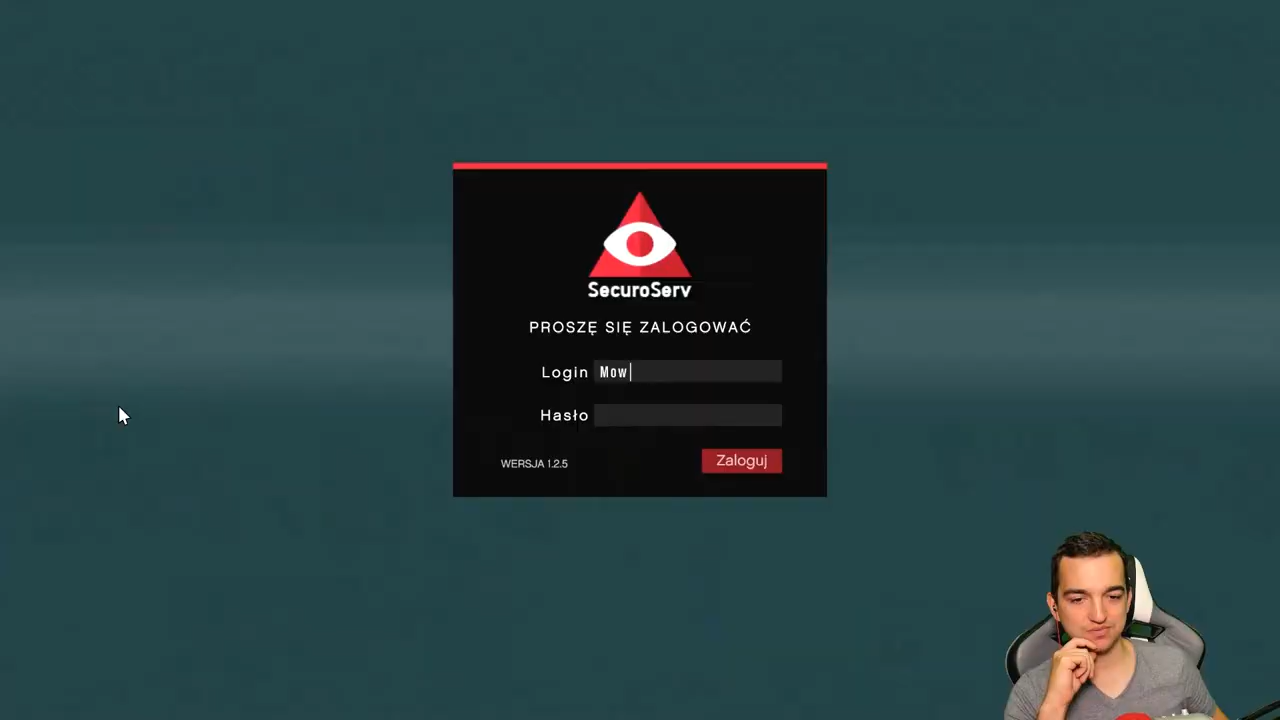 SecuroServ
PROSZĘ SIĘ ZALOGOWAĆ
Login Mow
Hasło
WERSJA 1.2.5 Zaloguj